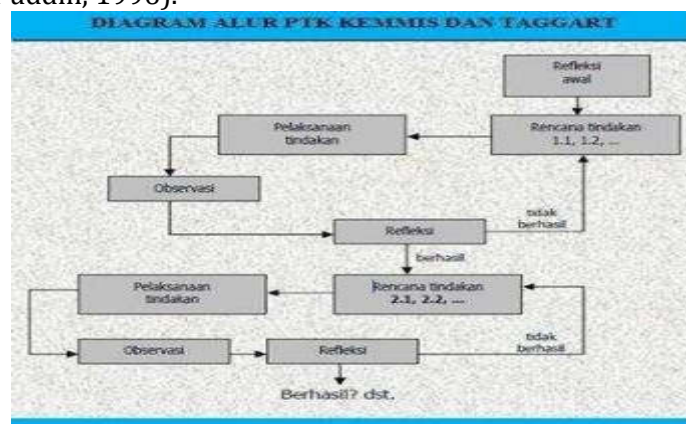 1998).
DIAGRAM ALUR PTK KEMMIS DAN TAGGART
Refleksi
awal
Pelaksanaan
tindakan
Rencana tindakan
1.1, 1.2, ...
Observasi
Refleksi
tidak
berhasil
berhasil
Pelaksanaan
tindakan
Rencana tindakan
2.1, 2.2, ...
Observasi
Refleksi
tidak
berhasil
Berhasil? dst.